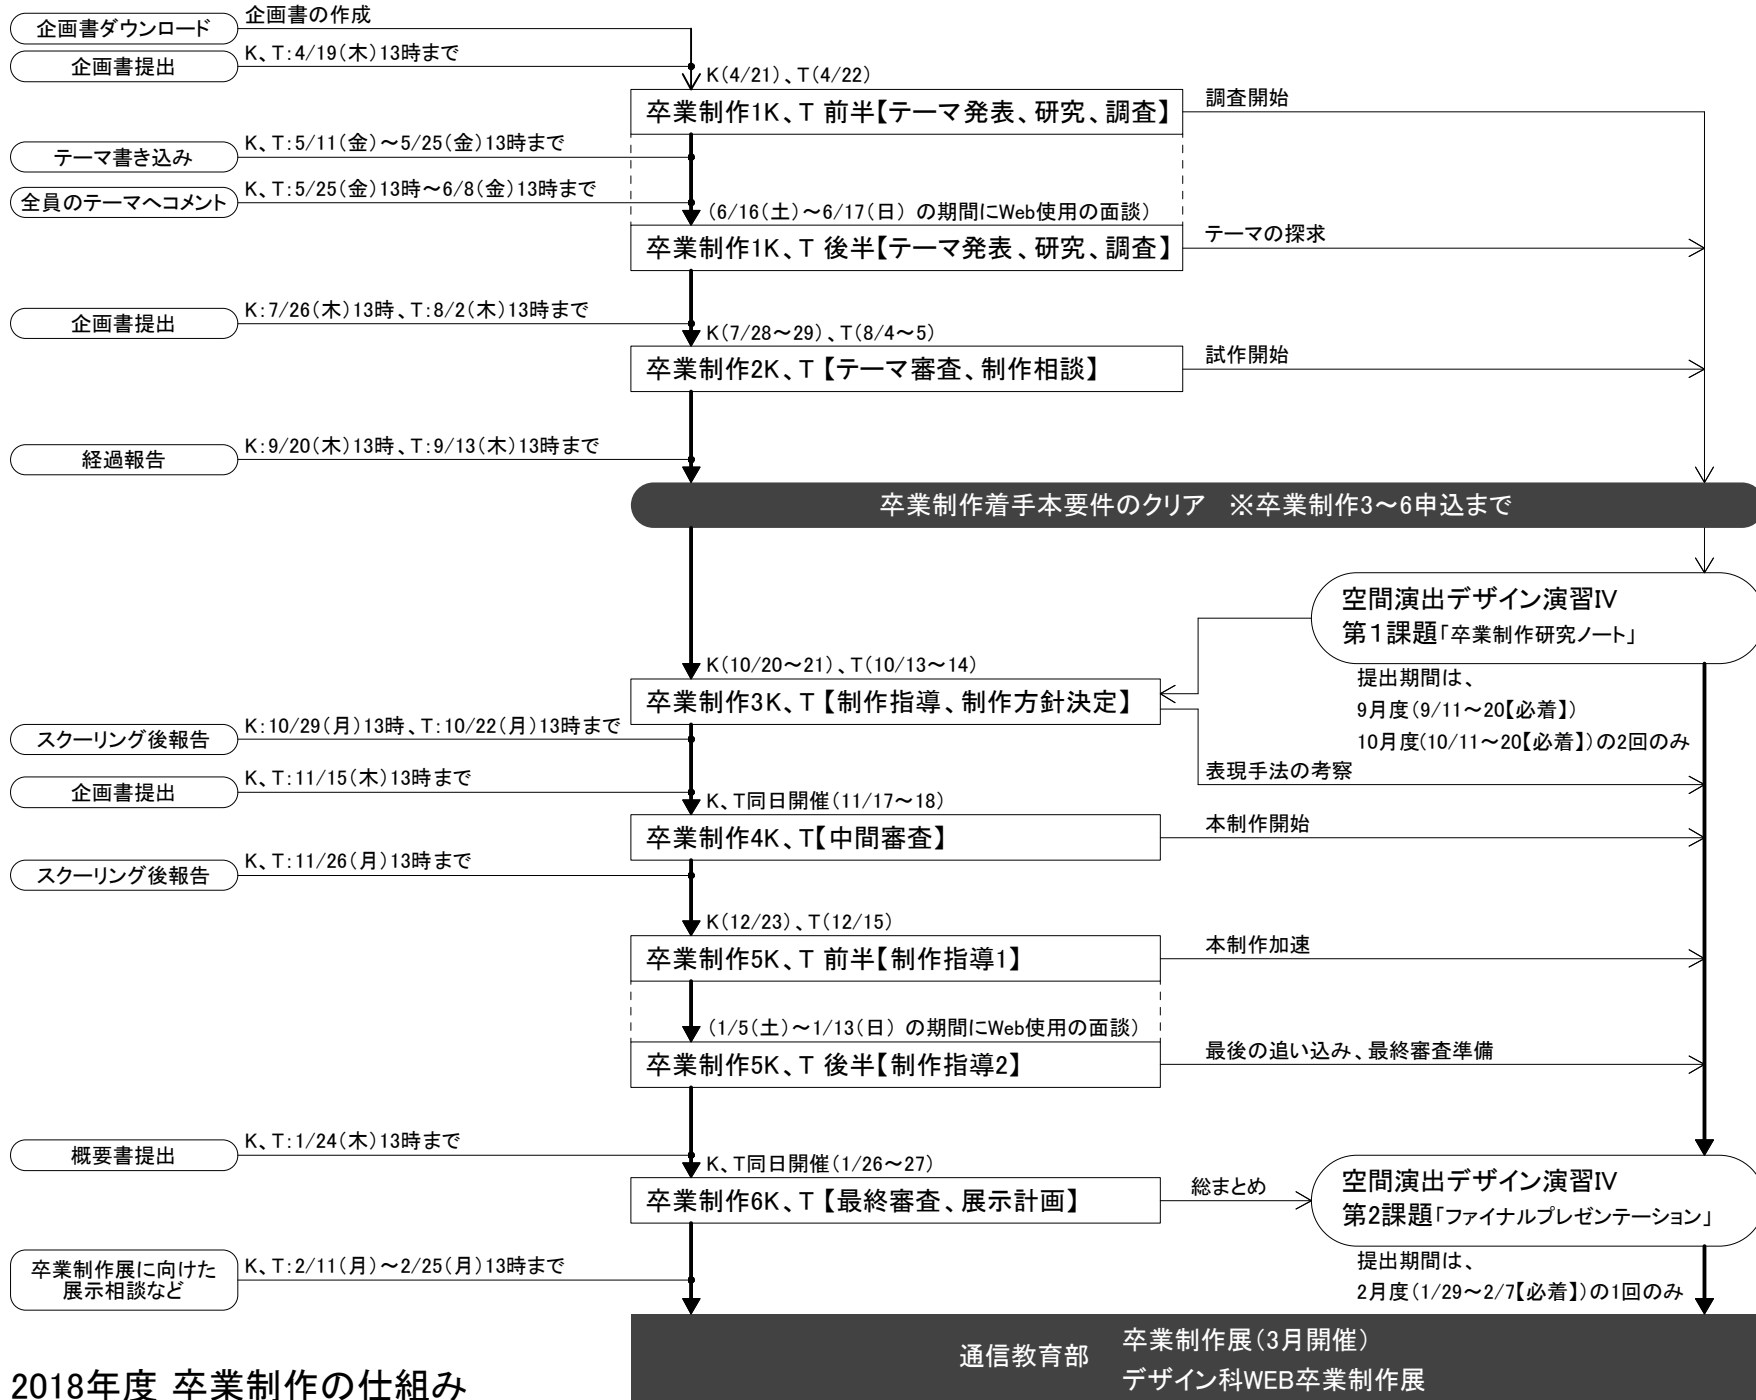 企画書ダウンロード
企画書の作成
企画書提出
K、T:4/19(木)13時まで
K(4/21)、T(4/22)
卒業制作1K、T 前半【テーマ発表、研究、調査】
調査開始
テーマ書き込み
K、T:5/11(金)～5/25(金)13時まで
全員のテーマへコメント
K、T:5/25(金)13時～6/8(金)13時まで
(6/16(土)～6/17(日) の期間にWeb使用の面談)
卒業制作1K、T 後半【テーマ発表、研究、調査】
テーマの探求
企画書提出
K:7/26(木)13時、T:8/2(木)13時まで
K(7/28～29)、T(8/4～5)
卒業制作2K、T【テーマ審査、制作相談】
試作開始
経過報告
K:9/20(木)13時、T:9/13(木)13時まで
卒業制作着手本要件のクリア ※卒業制作3～6申込まで
空間演出デザイン演習Ⅳ
第1課題「卒業制作研究ノート」
提出期間は、
9月度(9/11～20【必着】)
10月度(10/11～20【必着】)の2回のみ
K(10/20～21)、T(10/13～14)
卒業制作3K、T【制作指導、制作方針決定】
スクーリング後報告
K:10/29(月)13時、T:10/22(月)13時まで
表現手法の考察
企画書提出
K、T:11/15(木)13時まで
K、T同日開催(11/17～18)
卒業制作4K、T【中間審査】
本制作開始
スクーリング後報告
K、T:11/26(月)13時まで
K(12/23)、T(12/15)
卒業制作5K、T 前半【制作指導1】
本制作加速
(1/5(土)～1/13(日) の期間にWeb使用の面談)
卒業制作5K、T 後半【制作指導2】
最後の追い込み、最終審査準備
概要書提出
K、T:1/24(木)13時まで
K、T同日開催(1/26～27)
卒業制作6K、T【最終審査、展示計画】
総まとめ
空間演出デザイン演習Ⅳ
第2課題「ファイナルプレゼンテーション」
提出期間は、
2月度(1/29～2/7【必着】)の1回のみ
卒業制作展に向けた
展示相談など
K、T:2/11(月)～2/25(月)13時まで
通信教育部
卒業制作展(3月開催)
デザイン科WEB卒業制作展
2018年度 卒業制作の仕組み